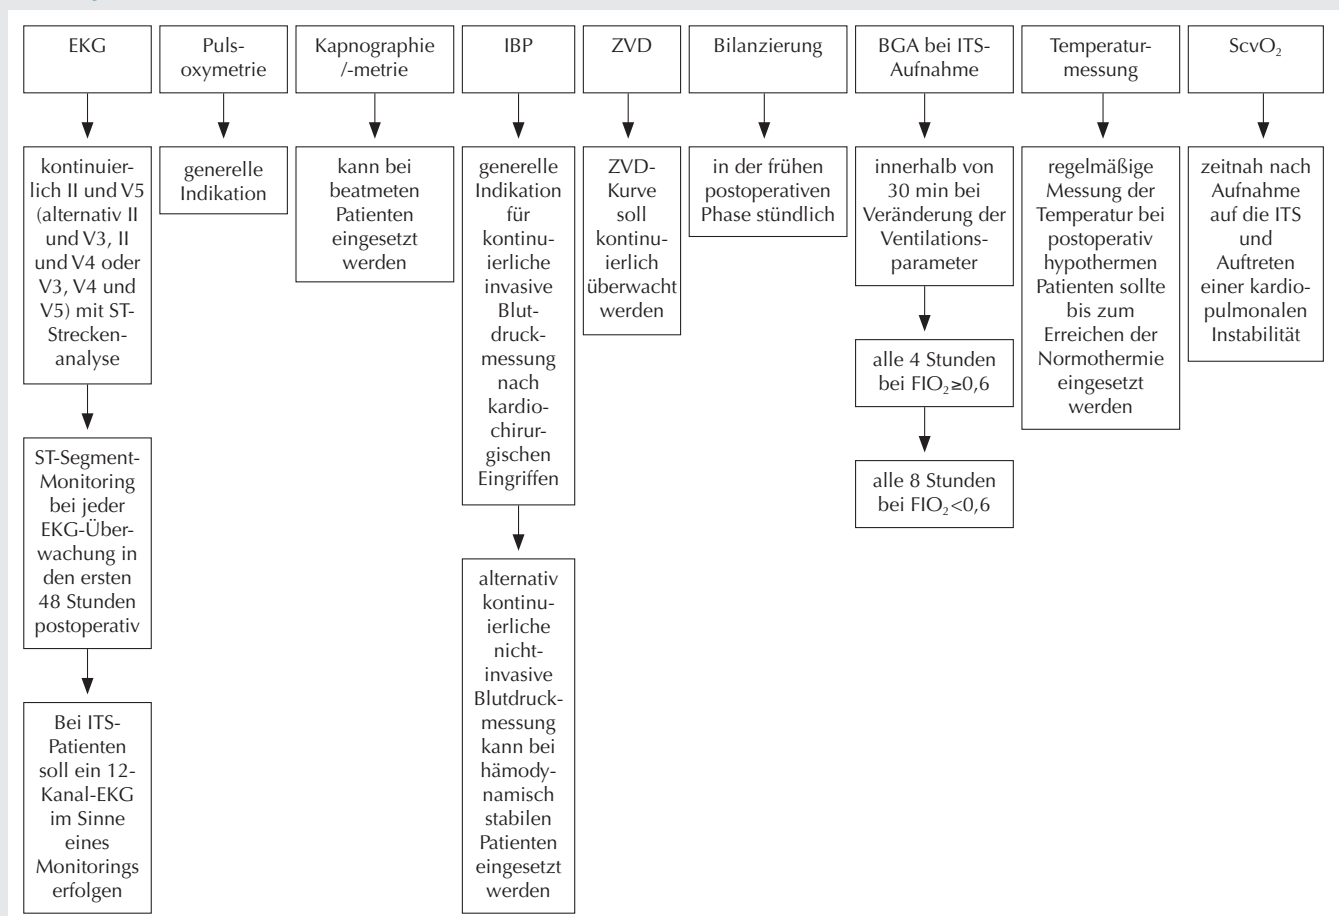 EKG
kontinuier-
lich II und V5
(alternativ II
und V3, II
und V4 oder
V3, V4 und
V5) mit ST-
Strecken-
analyse
ST-Segment-
Monitoring
bei jeder
EKG-Über-
wachung in
den ersten
48 Stunden
postoperativ
Bei ITS-
Patienten
soll ein 12-
Kanal-EKG
im Sinne
eines
Monitorings
erfolgen
Puls-
oxymetrie
generelle
Indikation
Kapnographie
/-metrie
kann bei
beatmeten
Patienten
eingesetzt
werden
IBP
generelle
Indikation
für
kontinu-
ierliche
invasive
Blut-
druck-
messung
nach
kardio-
chirur-
gischen
Eingriffen
alternativ
kontinu-
ierliche
nicht-
invasive
Blutdruck-
messung
kann bei
hämody-
namisch
stabilen
Patienten
eingesetzt
werden
ZVD
ZVD-
Kurve
soll
kontinu-
ierlich
überwacht
werden
Bilanzierung
in der frühen
postoperativen
Phase stündlich
BGA bei ITS-
Aufnahme
innerhalb von
30 min bei
Veränderung der
Ventilations-
parameter
alle 4 Stunden
bei FIO₂≥0,6
alle 8 Stunden
bei FIO₂<0,6
Temperatur-
messung
regelmäßige
Messung der
Temperatur bei
postoperativ
hypothermen
Patienten sollte
bis zum
Erreichen der
Normothermie
eingesetzt
werden
ScvO₂
zeitnah nach
Aufnahme
auf die ITS
und
Auftreten
einer kardio-
pulmonalen
Instabilität